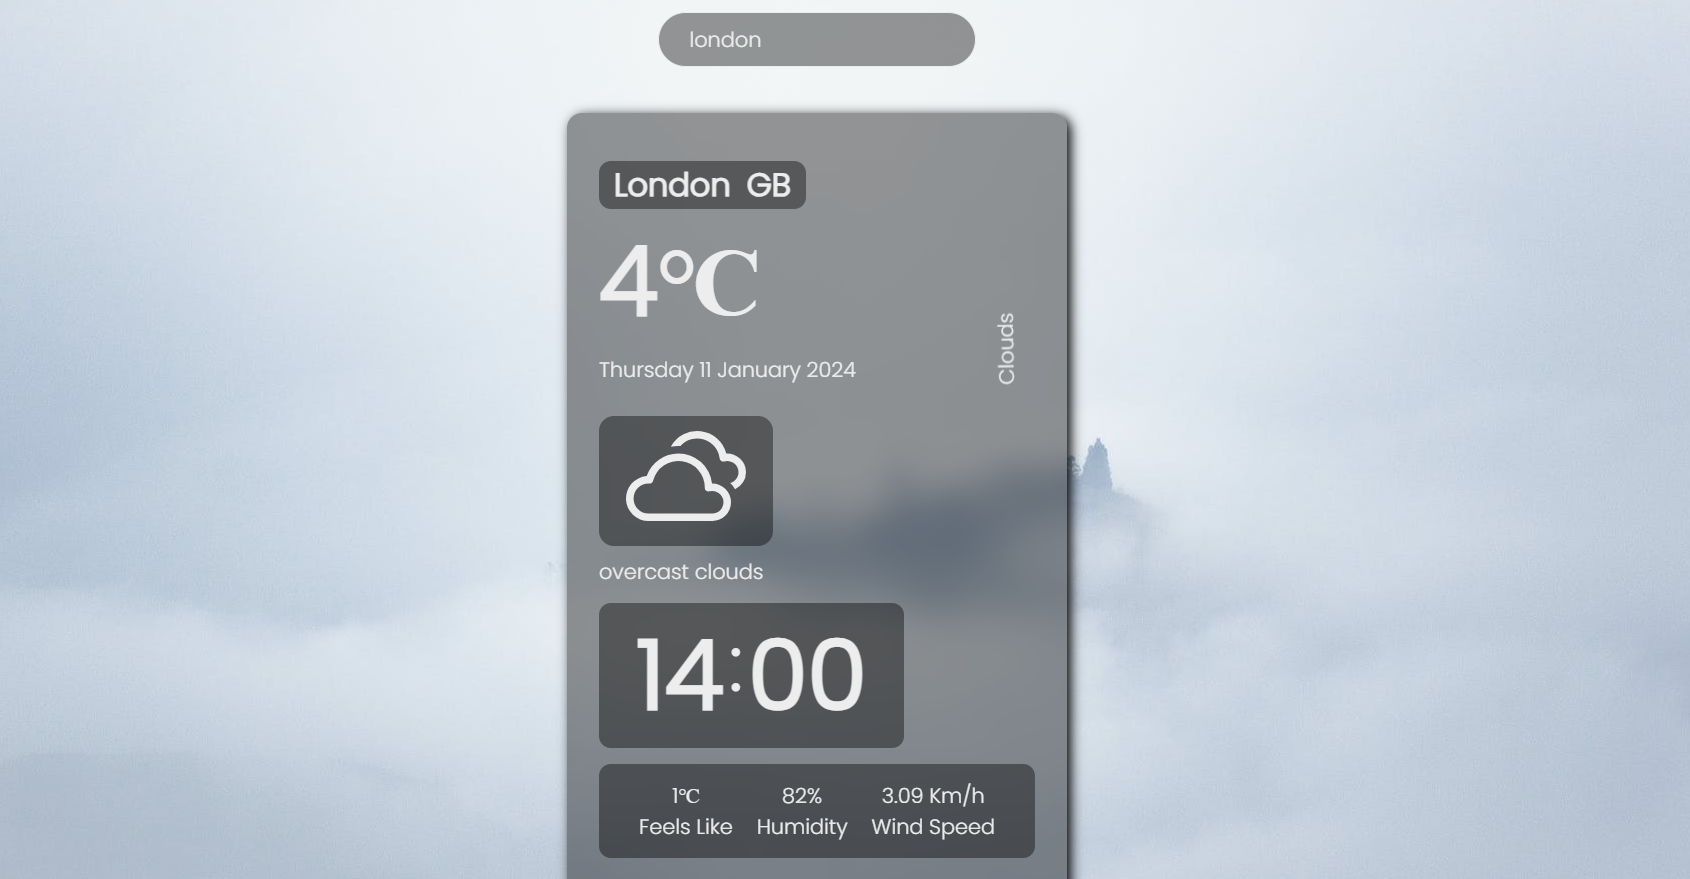 london
London GB
4℃
Clouds
Thursday 11 January 2024
overcast clouds
14:00
1℃ 82% 3.09 Km/h
Feels Like Humidity Wind Speed